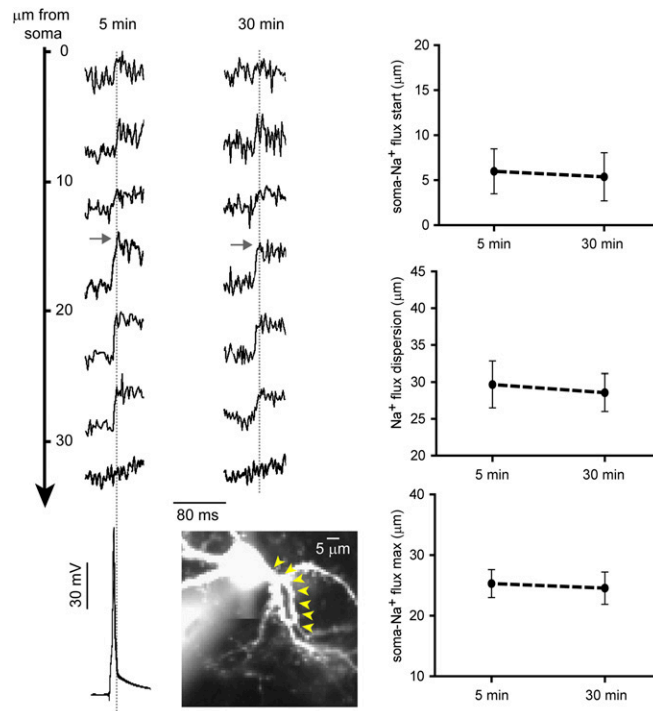 μm from
soma
5 min
30 min
0
10
20
30
80 ms
30 mV
5 μm
soma-Na+ flux start (μm)
20
15
10
5
0
5 min
30 min
Na+ flux dispersion (μm)
45
40
35
30
25
20
5 min
30 min
soma-Na+ flux max (μm)
40
30
20
10
5 min
30 min